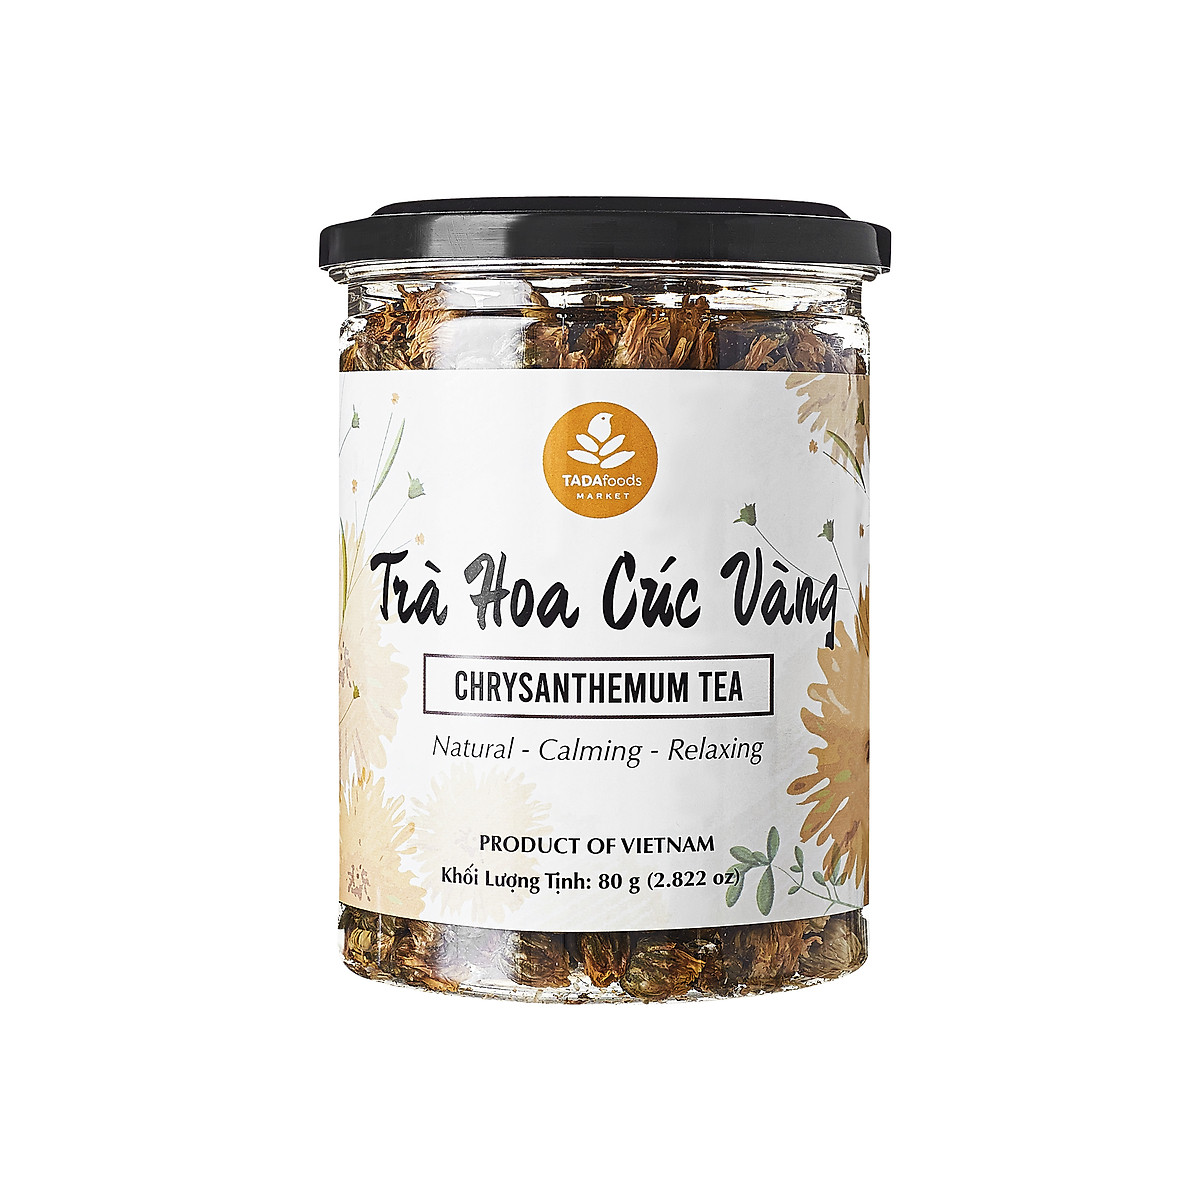 TADAfoods
MARKET
Trà Hoa Cúc Vàng
CHRYSANTHEMUM TEA
Natural - Calming - Relaxing
PRODUCT OF VIETNAM
Khối Lượng Tịnh: 80 g (2.822 oz)